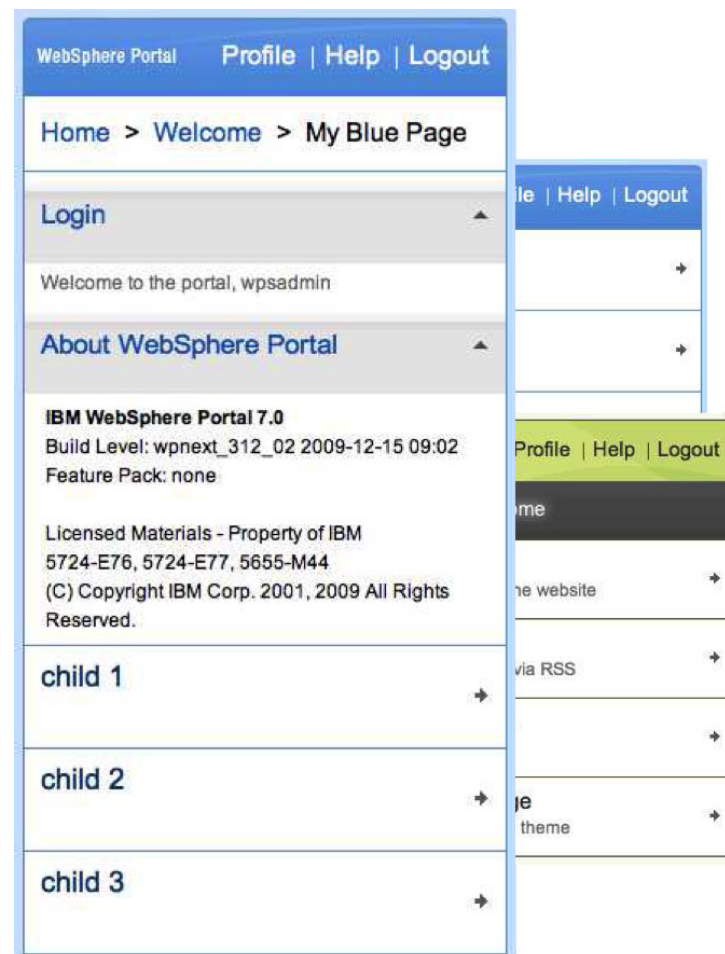 WebSphere Portal Profile | Help | Logout
Home > Welcome > My Blue Page
Login
Welcome to the portal, wpsadmin
About WebSphere Portal
IBM WebSphere Portal 7.0
Build Level: wpnext_312_02 2009-12-15 09:02
Feature Pack: none
Licensed Materials - Property of IBM
5724-E76, 5724-E77, 5655-M44
(C) Copyright IBM Corp. 2001, 2009 All Rights
Reserved.
child 1
child 2
child 3
| Help | Logout
Profile | Help | Logout
website
via RSS
theme